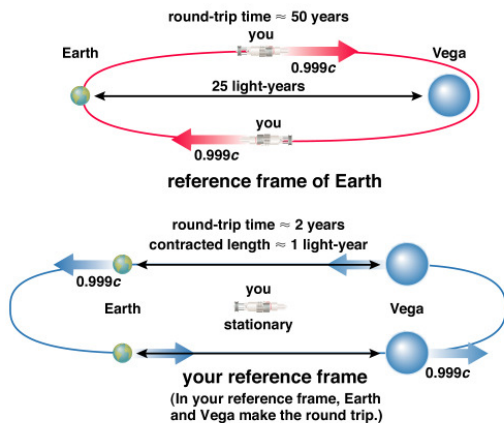 round-trip time ≈ 50 years
you
Earth
Vega
0.999c
25 light-years
you
0.999c
reference frame of Earth
round-trip time ≈ 2 years
contracted length ≈ 1 light-year
0.999c
Earth
you
Vega
stationary
your reference frame
0.999c
(In your reference frame, Earth
and Vega make the round trip.)